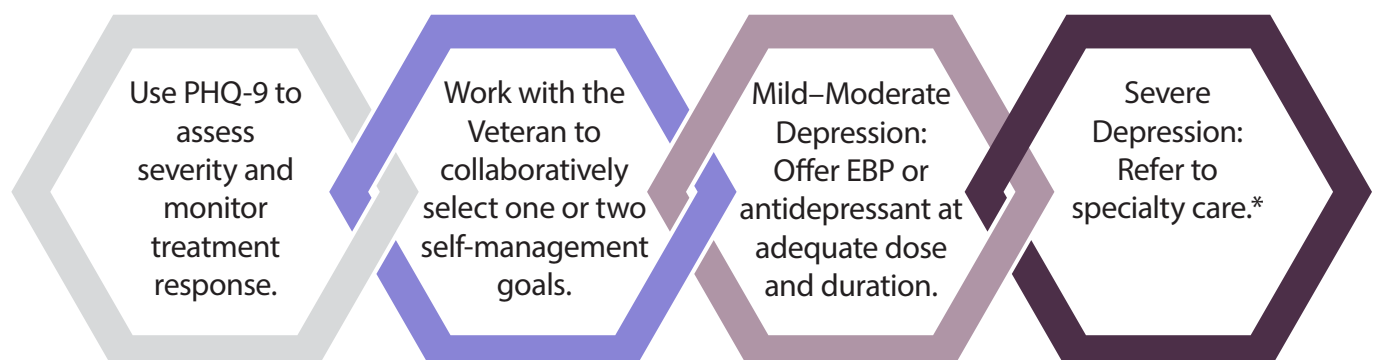 Use PHQ-9 to
assess
severity and
monitor
treatment
response.
Work with the
Veteran to
collaboratively
select one or two
self-management
goals.
Mild–Moderate
Depression:
Offer EBP or
antidepressant at
adequate dose
and duration.
Severe
Depression:
Refer to
specialty care.*